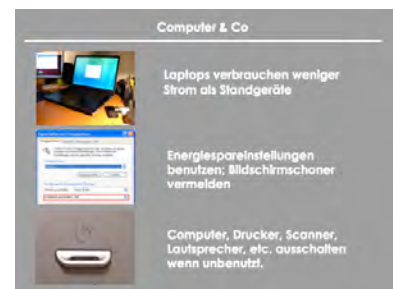 Computer & Co
Laptops verbrauchen weniger
Strom als Standgeräte
Energiespareinstellungen
benutzen; Bildschirmschoner
vermeiden
Computer, Drucker, Scanner,
Lautsprecher, etc. ausschalten
wenn unbenutzt.